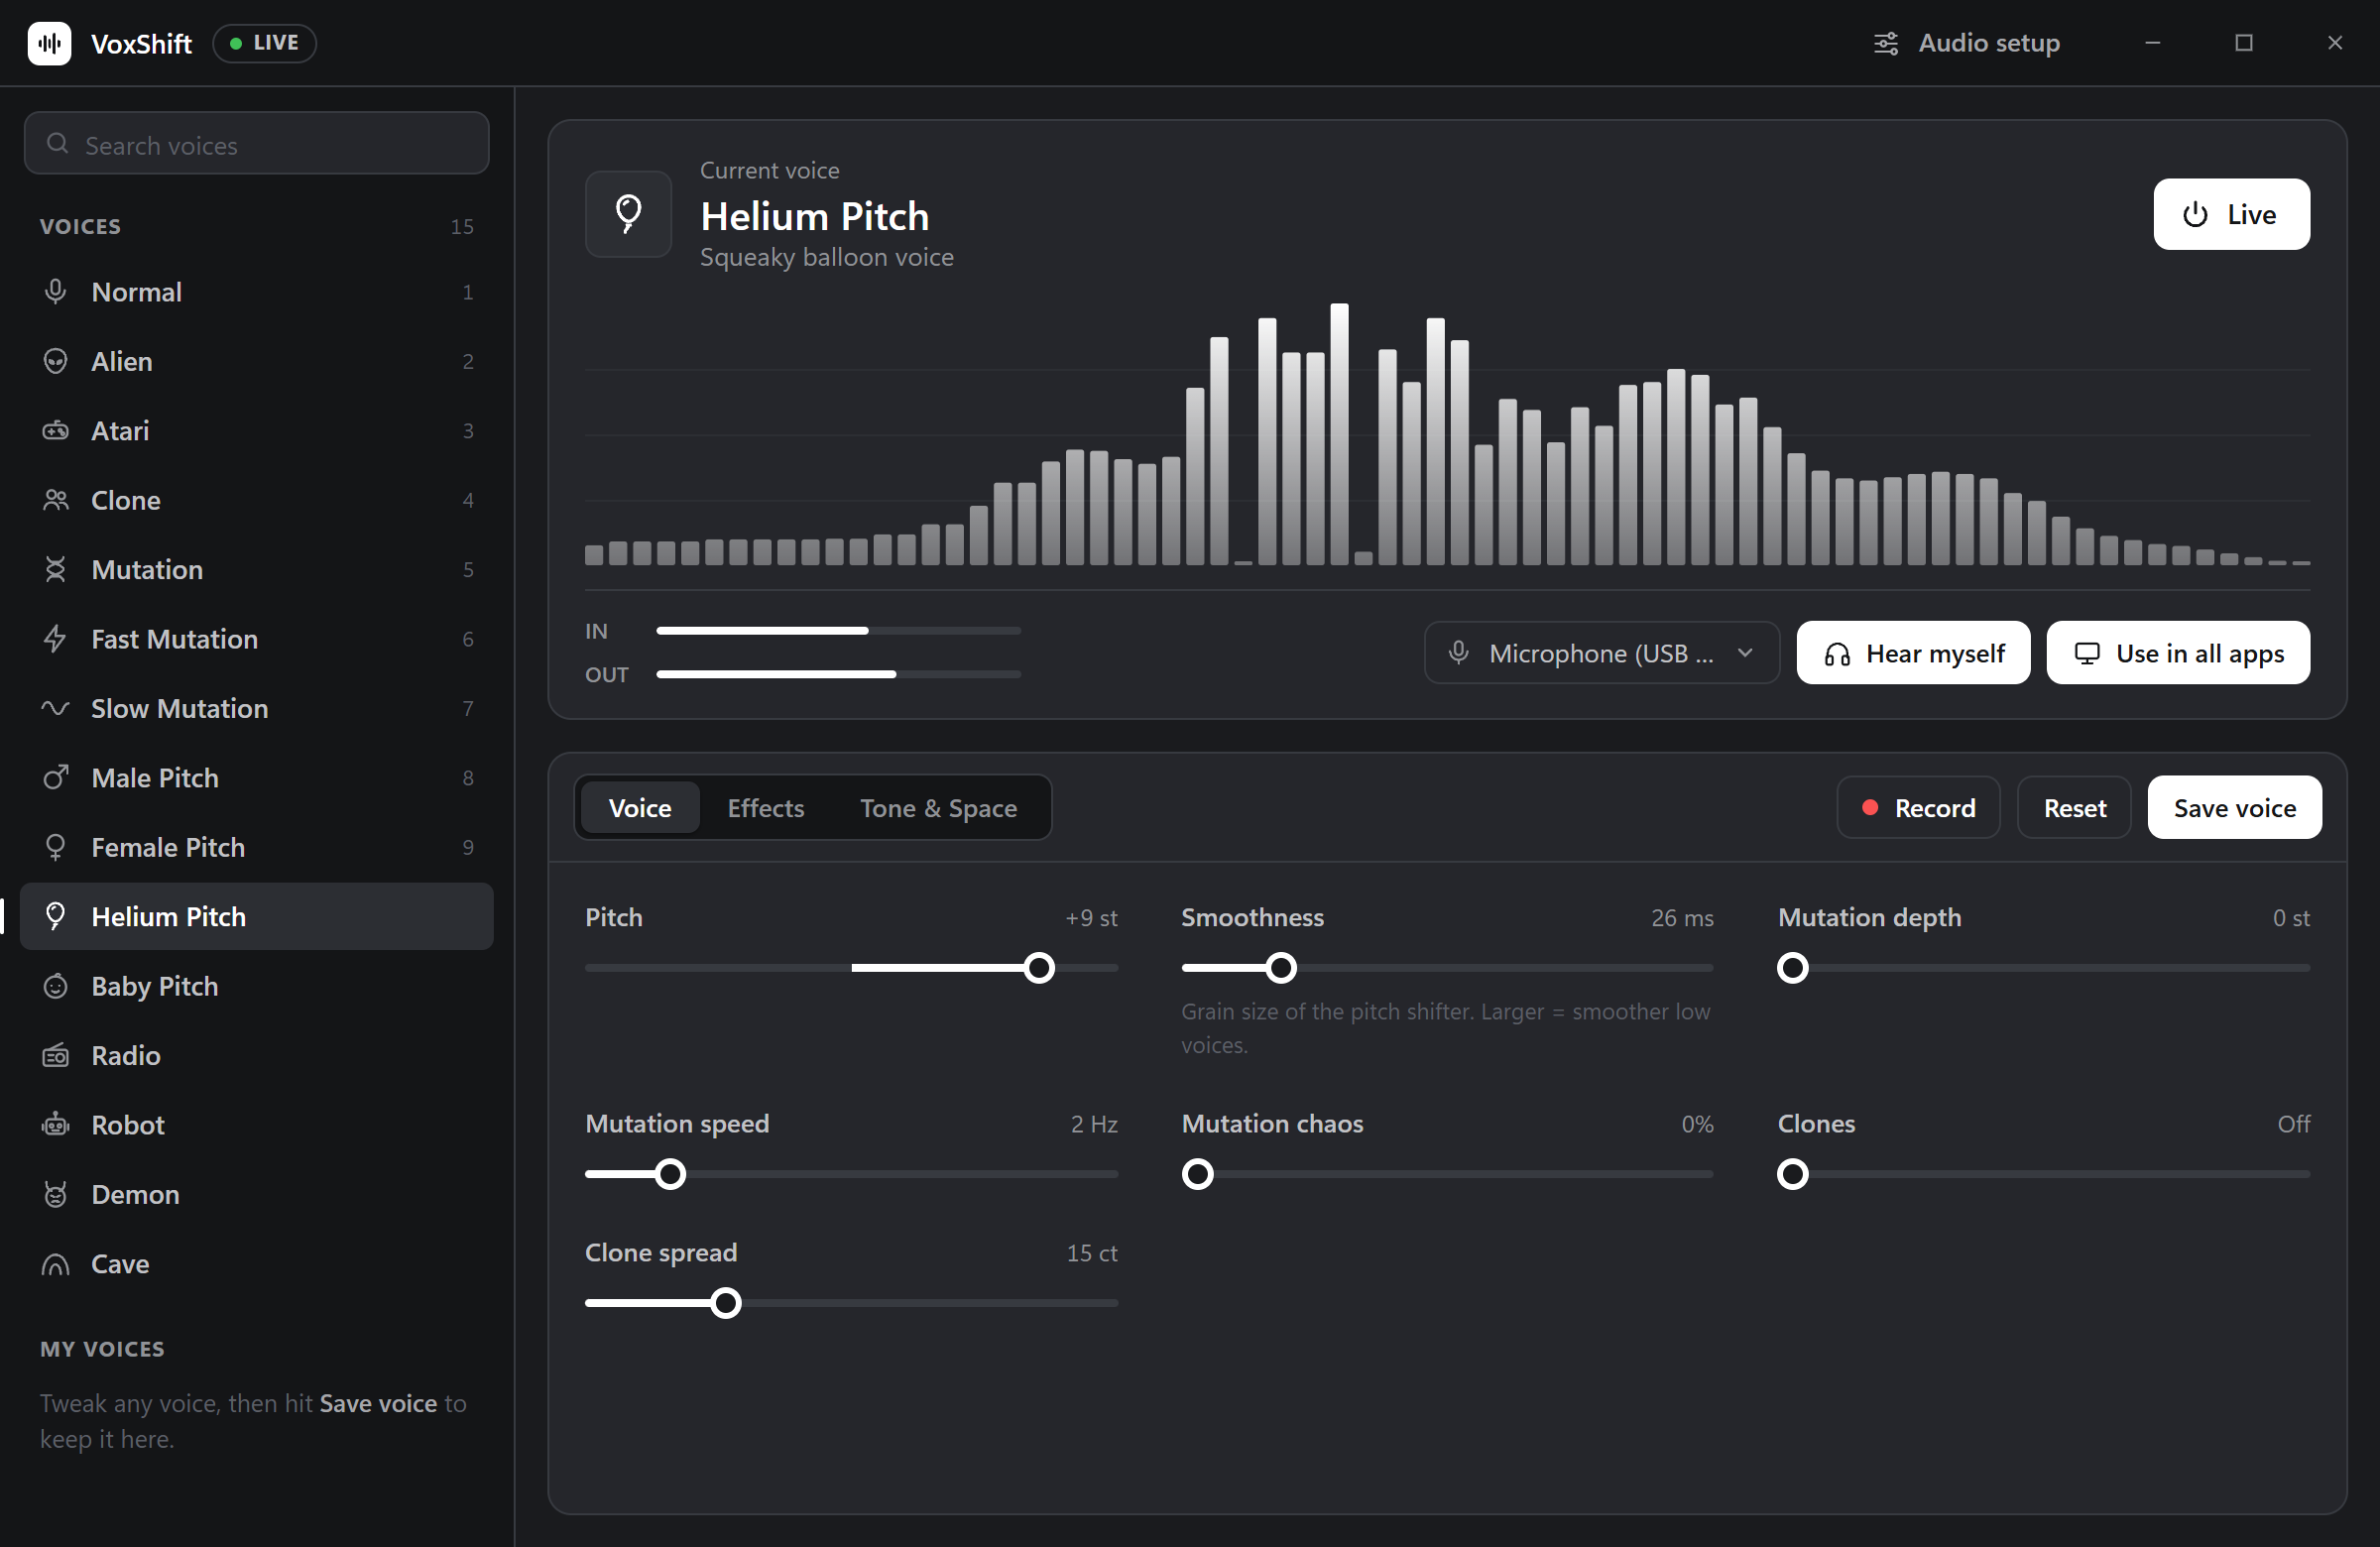 VoxShift
LIVE
Audio setup
Search voices
VOICES 15
Normal 1
Alien 2
Atari 3
Clone 4
Mutation 5
Fast Mutation 6
Slow Mutation 7
Male Pitch 8
Female Pitch 9
Helium Pitch
Baby Pitch
Radio
Robot
Demon
Cave
MY VOICES
Tweak any voice, then hit Save voice to
keep it here.
Current voice
Helium Pitch
Squeaky balloon voice
Live
IN
OUT
Microphone (USB ...
Hear myself
Use in all apps
Voice
Effects
Tone & Space
Record
Reset
Save voice
Pitch +9 st
Smoothness 26 ms
Grain size of the pitch shifter. Larger = smoother low
voices.
Mutation depth 0 st
Mutation speed 2 Hz
Mutation chaos 0%
Clones Off
Clone spread 15 ct